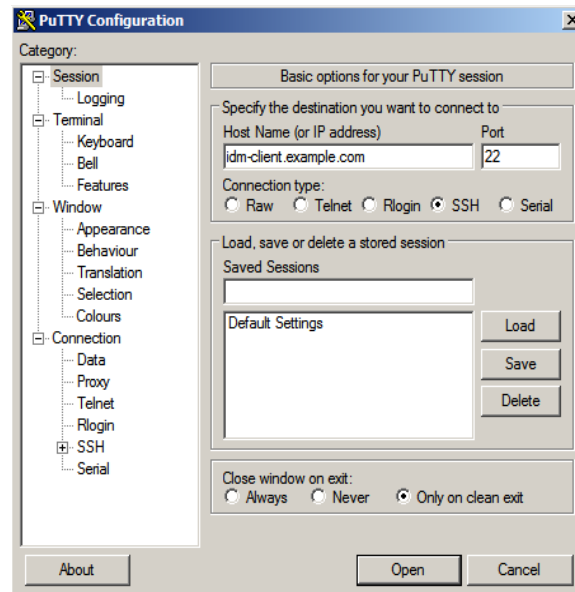 PuTTY Configuration
Category:
Session
Logging
Terminal
Keyboard
Bell
Features
Window
Appearance
Behaviour
Translation
Selection
Colours
Connection
Data
Proxy
Telnet
Rlogin
SSH
Serial
Basic options for your PuTTY session
Specify the destination you want to connect to
Host Name (or IP address) Port
idm-client.example.com 22
Connection type:
Raw Telnet Rlogin SSH Serial
Load, save or delete a stored session
Saved Sessions
Default Settings
Load
Save
Delete
Close window on exit:
Always Never Only on clean exit
About Open Cancel